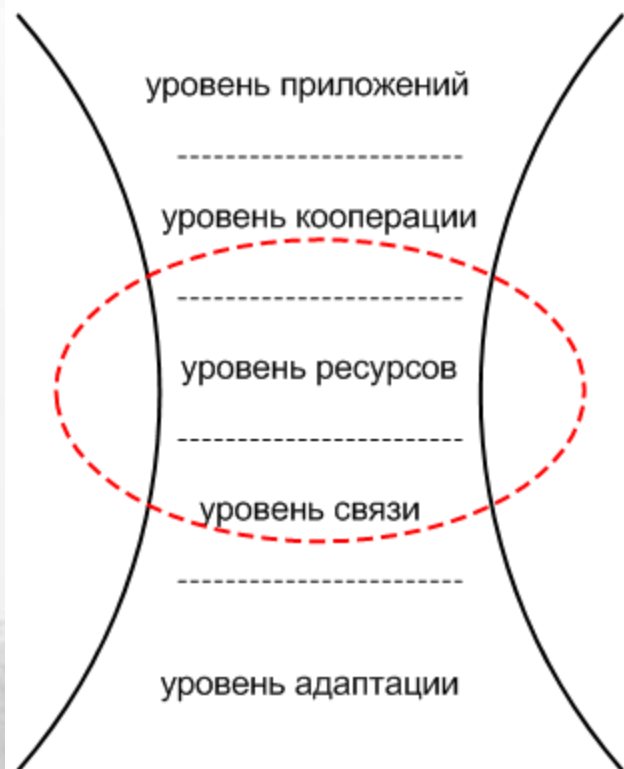 уровень приложений
уровень кооперации
уровень ресурсов
уровень связи
уровень адаптации